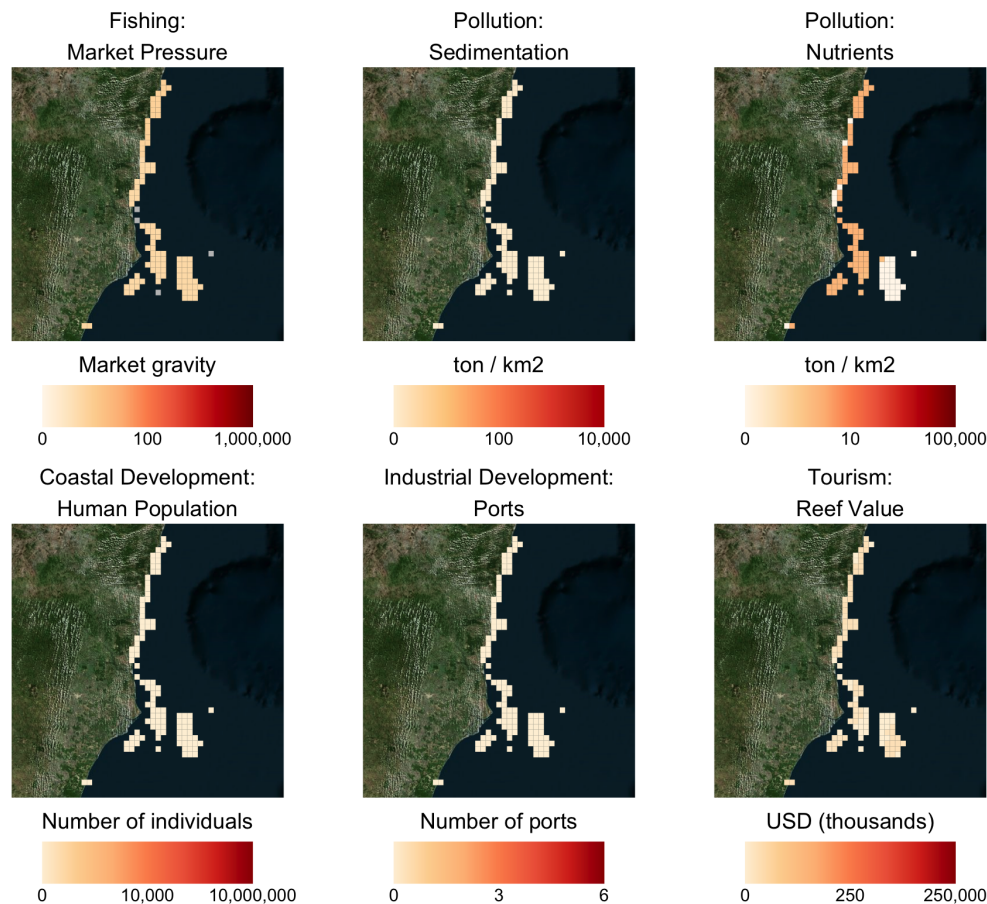 Fishing:
Market Pressure
Pollution:
Sedimentation
Pollution:
Nutrients
Market gravity
0 100 1,000,000
ton / km2
0 100 10,000
ton / km2
0 10 100,000
Coastal Development:
Human Population
Industrial Development:
Ports
Tourism:
Reef Value
Number of individuals
0 10,000 10,000,000
Number of ports
0 3 6
USD (thousands)
0 250 250,000